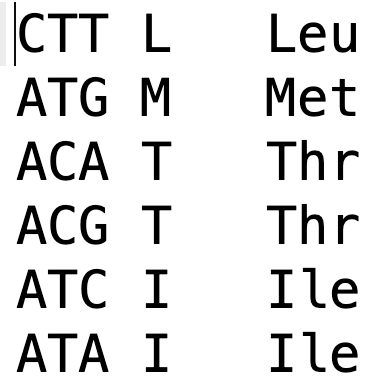 CTT L Leu
ATG M Met
ACA T Thr
ACG T Thr
ATC I Ile
ATA I Ile